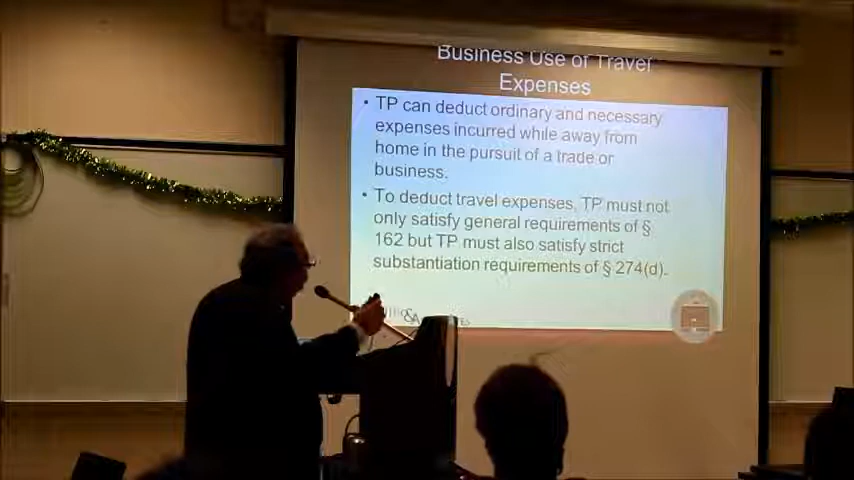 Business Use of Travel
Expenses
• TP can deduct ordinary and necessary
expenses incurred while away from
home in the pursuit of a trade or
business.
• To deduct travel expenses, TP must not
only satisfy general requirements of §
162 but TP must also satisfy strict
substantiation requirements of § 274(d).